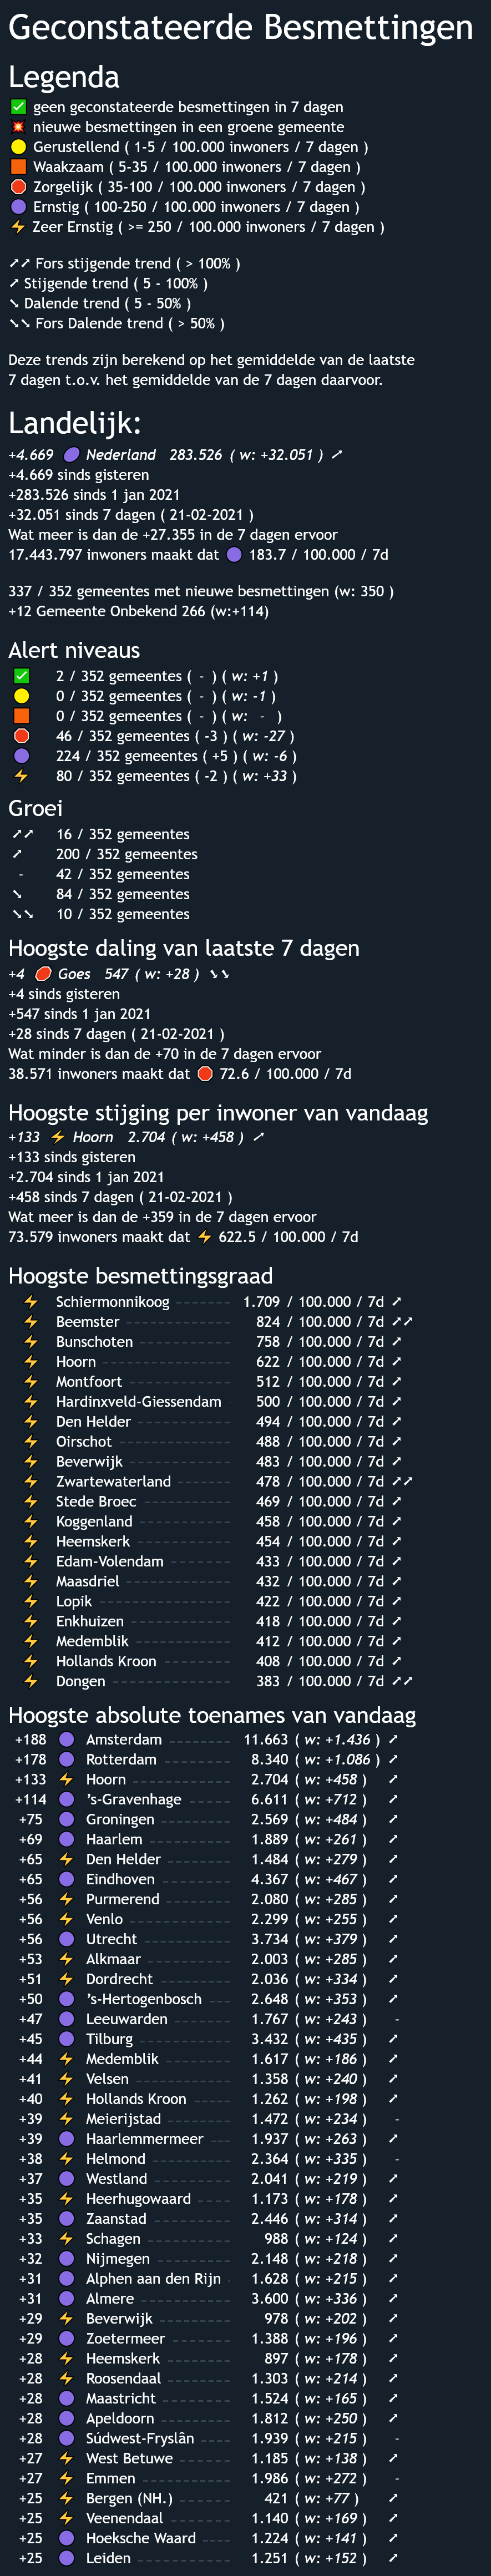 Geconstateerde Besmettingen
Legenda
✅ geen geconstateerde besmettingen in 7 dagen
💥 nieuwe besmettingen in een groene gemeente
🟡 Gerustellend ( 1-5 / 100.000 inwoners / 7 dagen )
🟧 Waakzaam ( 5-35 / 100.000 inwoners / 7 dagen )
🛑 Zorgelijk ( 35-100 / 100.000 inwoners / 7 dagen )
🟣 Ernstig ( 100-250 / 100.000 inwoners / 7 dagen )
⚡ Zeer Ernstig ( >= 250 / 100.000 inwoners / 7 dagen )
➚➚ Fors stijgende trend ( > 100% )
➚ Stijgende trend ( 5 - 100% )
➘ Dalende trend ( 5 - 50% )
➘➘ Fors Dalende trend ( > 50% )
Deze trends zijn berekend op het gemiddelde van de laatste
7 dagen t.o.v. het gemiddelde van de 7 dagen daarvoor.
Landelijk:
+4.669 🟣 Nederland 283.526 ( w: +32.051 ) ➚
+4.669 sinds gisteren
+283.526 sinds 1 jan 2021
+32.051 sinds 7 dagen ( 21-02-2021 )
Wat meer is dan de +27.355 in de 7 dagen ervoor
17.443.797 inwoners maakt dat 🟣 183.7 / 100.000 / 7d
337 / 352 gemeentes met nieuwe besmettingen (w: 350 )
+12 Gemeente Onbekend 266 (w:+114)
Alert niveaus
✅ 2 / 352 gemeentes ( - ) ( w: +1 )
🟡 0 / 352 gemeentes ( - ) ( w: -1 )
🟧 0 / 352 gemeentes ( - ) ( w: - )
🛑 46 / 352 gemeentes ( -3 ) ( w: -27 )
🟣 224 / 352 gemeentes ( +5 ) ( w: -6 )
⚡ 80 / 352 gemeentes ( -2 ) ( w: +33 )
Groei
➚➚ 16 / 352 gemeentes
➚ 200 / 352 gemeentes
- 42 / 352 gemeentes
➘ 84 / 352 gemeentes
➘➘ 10 / 352 gemeentes
Hoogste daling van laatste 7 dagen
+4 🛑 Goes 547 ( w: +28 ) ➘➘
+4 sinds gisteren
+547 sinds 1 jan 2021
+28 sinds 7 dagen ( 21-02-2021 )
Wat minder is dan de +70 in de 7 dagen ervoor
38.571 inwoners maakt dat 🛑 72.6 / 100.000 / 7d
Hoogste stijging per inwoner van vandaag
+133 ⚡ Hoorn 2.704 ( w: +458 ) ➚
+133 sinds gisteren
+2.704 sinds 1 jan 2021
+458 sinds 7 dagen ( 21-02-2021 )
Wat meer is dan de +359 in de 7 dagen ervoor
73.579 inwoners maakt dat ⚡ 622.5 / 100.000 / 7d
Hoogste besmettingsgraad
⚡ Schiermonnikoog 1.709 / 100.000 / 7d ➚
⚡ Beemster 824 / 100.000 / 7d ➚➚
⚡ Bunschoten 758 / 100.000 / 7d ➚
⚡ Hoorn 622 / 100.000 / 7d ➚
⚡ Montfoort 512 / 100.000 / 7d ➚
⚡ Hardinxveld-Giessendam 500 / 100.000 / 7d ➚
⚡ Den Helder 494 / 100.000 / 7d ➚
⚡ Oirschot 488 / 100.000 / 7d ➚
⚡ Beverwijk 483 / 100.000 / 7d ➚
⚡ Zwartewaterland 478 / 100.000 / 7d ➚➚
⚡ Stede Broec 469 / 100.000 / 7d ➚
⚡ Koggenland 458 / 100.000 / 7d ➚
⚡ Heemskerk 454 / 100.000 / 7d ➚
⚡ Edam-Volendam 433 / 100.000 / 7d ➚
⚡ Maasdriel 432 / 100.000 / 7d ➚
⚡ Lopik 422 / 100.000 / 7d ➚
⚡ Enkhuizen 418 / 100.000 / 7d ➚
⚡ Medemblik 412 / 100.000 / 7d ➚
⚡ Hollands Kroon 408 / 100.000 / 7d ➚
⚡ Dongen 383 / 100.000 / 7d ➚➚
Hoogste absolute toenames van vandaag
+188 🟣 Amsterdam 11.663 ( w: +1.436 ) ➚
+178 🟣 Rotterdam 8.340 ( w: +1.086 ) ➚
+133 ⚡ Hoorn 2.704 ( w: +458 ) ➚
+114 🟣 's-Gravenhage 6.611 ( w: +712 ) ➚
+75 🟣 Groningen 2.569 ( w: +484 ) ➚
+69 🟣 Haarlem 1.889 ( w: +261 ) ➚
+65 ⚡ Den Helder 1.484 ( w: +279 ) ➚
+65 🟣 Eindhoven 4.367 ( w: +467 ) ➚
+56 ⚡ Purmerend 2.080 ( w: +285 ) ➚
+56 ⚡ Venlo 2.299 ( w: +255 ) ➚
+56 🟣 Utrecht 3.734 ( w: +379 ) ➚
+53 ⚡ Alkmaar 2.003 ( w: +285 ) ➚
+51 ⚡ Dordrecht 2.036 ( w: +334 ) ➚
+50 🟣 's-Hertogenbosch 2.648 ( w: +353 ) ➚
+47 🟣 Leeuwarden 1.767 ( w: +243 ) -
+45 🟣 Tilburg 3.432 ( w: +435 ) ➚
+44 ⚡ Medemblik 1.617 ( w: +186 ) ➚
+41 ⚡ Velsen 1.358 ( w: +240 ) ➚
+40 ⚡ Hollands Kroon 1.262 ( w: +198 ) ➚
+39 ⚡ Meierijstad 1.472 ( w: +234 ) -
+39 🟣 Haarlemmermeer 1.937 ( w: +263 ) ➚
+38 ⚡ Helmond 2.364 ( w: +335 ) -
+37 🟣 Westland 2.041 ( w: +219 ) ➚
+35 ⚡ Heerhugowaard 1.173 ( w: +178 ) ➚
+35 🟣 Zaanstad 2.446 ( w: +314 ) ➚
+33 ⚡ Schagen 988 ( w: +124 ) ➚
+32 🟣 Nijmegen 2.148 ( w: +218 ) ➚
+31 🟣 Alphen aan den Rijn 1.628 ( w: +215 ) ➚
+31 🟣 Almere 3.600 ( w: +336 ) ➚
+29 ⚡ Beverwijk 978 ( w: +202 ) ➚
+29 🟣 Zoetermeer 1.388 ( w: +196 ) ➚
+28 ⚡ Heemskerk 897 ( w: +178 ) ➚
+28 ⚡ Roosendaal 1.303 ( w: +214 ) ➚
+28 🟣 Maastricht 1.524 ( w: +165 ) ➚
+28 🟣 Apeldoorn 1.812 ( w: +250 ) ➚
+28 🟣 Súdwest-Fryslân 1.939 ( w: +215 ) -
+27 ⚡ West Betuwe 1.185 ( w: +138 ) ➚
+27 ⚡ Emmen 1.986 ( w: +272 ) -
+25 ⚡ Bergen (NH.) 421 ( w: +77 ) ➚
+25 ⚡ Veenendaal 1.140 ( w: +169 ) ➚
+25 🟣 Hoeksche Waard 1.224 ( w: +141 ) ➚
+25 🟣 Leiden 1.251 ( w: +152 ) ➚